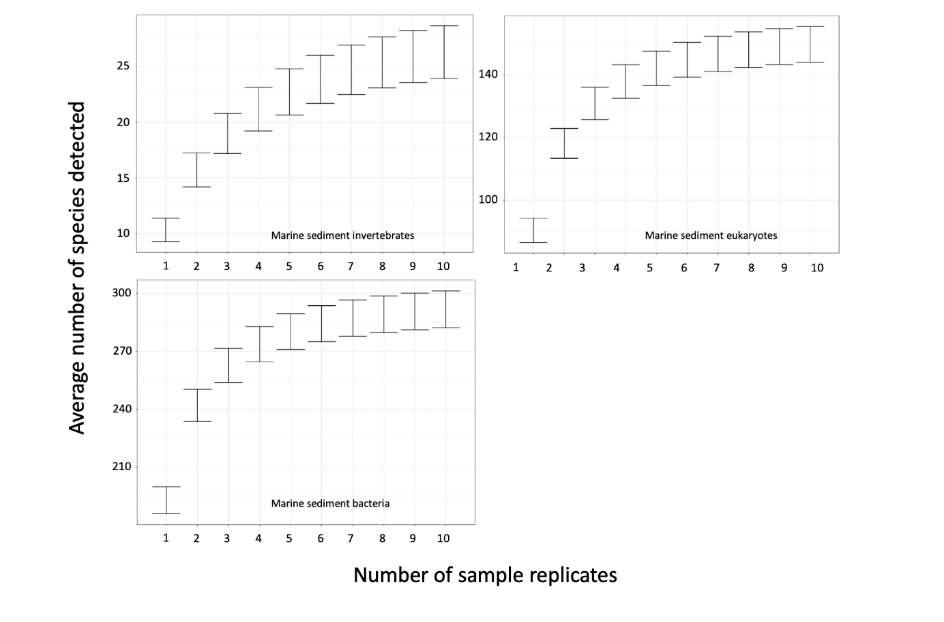 Average number of species detected
25
20
15
10
Marine sediment invertebrates
1 2 3 4 5 6 7 8 9 10
140
120
100
Marine sediment eukaryotes
1 2 3 4 5 6 7 8 9 10
300
270
240
210
Marine sediment bacteria
1 2 3 4 5 6 7 8 9 10
Number of sample replicates